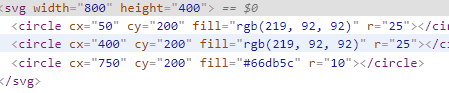 <svg width="800" height="400"> == $0
<circle cx="50" cy="200" fill="rgb(219, 92, 92)" r="25"></ci
<circle cx="400" cy="200" fill="rgb(219, 92, 92)" r="25"></c
<circle cx="750" cy="200" fill="#66db5c" r="10"></circle>
</svg>